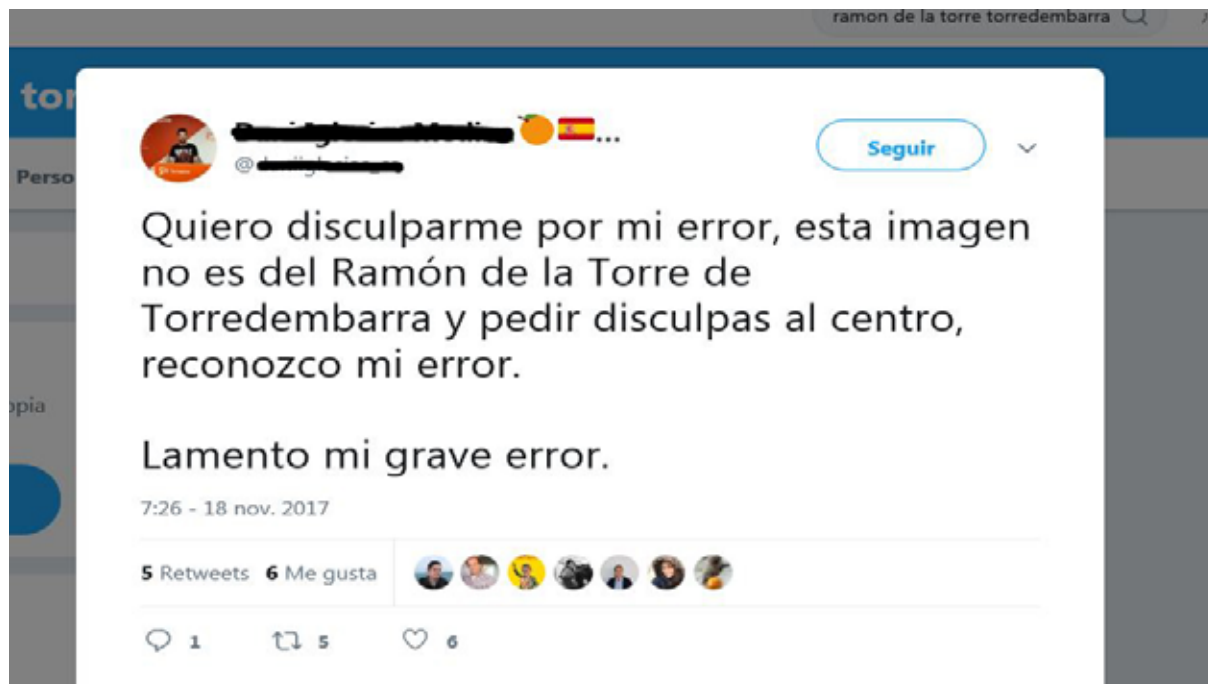 ramon de la torre torredembarra
tor
...
@
Seguir
Perso
Quiero disculparme por mi error, esta imagen
no es del Ramón de la Torre de
Torredembarra y pedir disculpas al centro,
reconozco mi error.
opia
Lamento mi grave error.
7:26 - 18 nov. 2017
5 Retweets 6 Me gusta
1 5 6